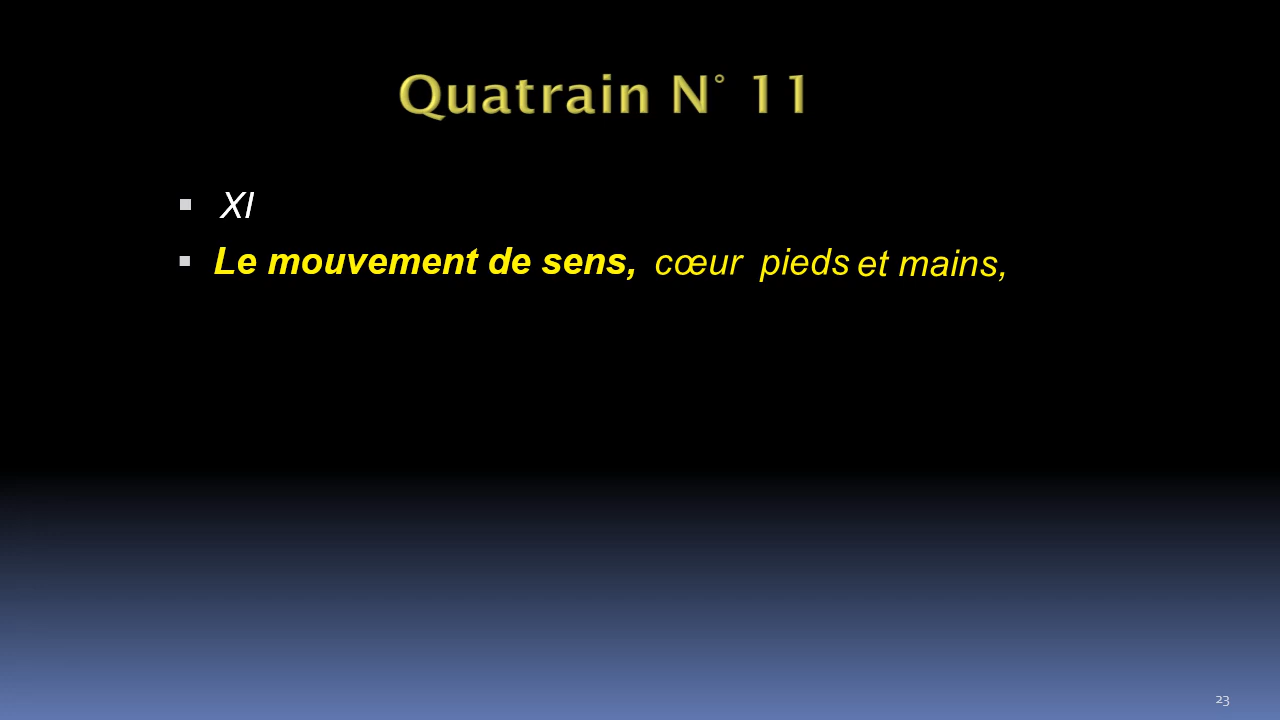 Quatrain N° 11
▪ XI
▪ Le mouvement de sens, cœur pieds et mains,
23